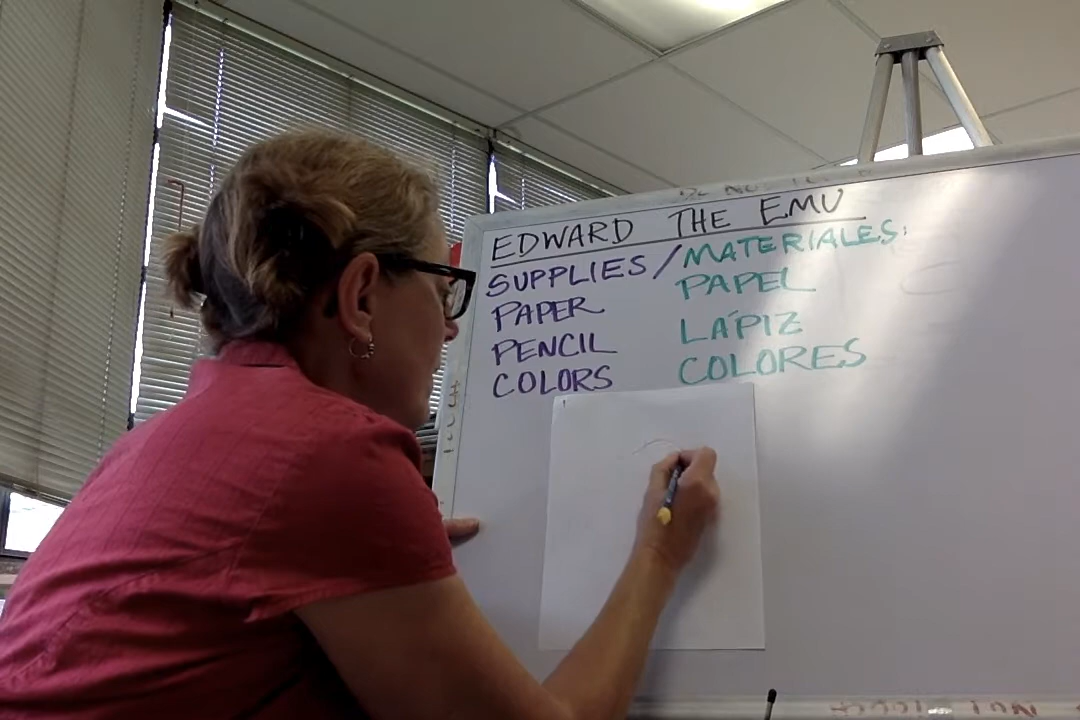 EDWARD THE EMU
SUPPLIES/MATERIALES:
PAPER PAPEL
PENCIL LÁPIZ
COLORS COLORES